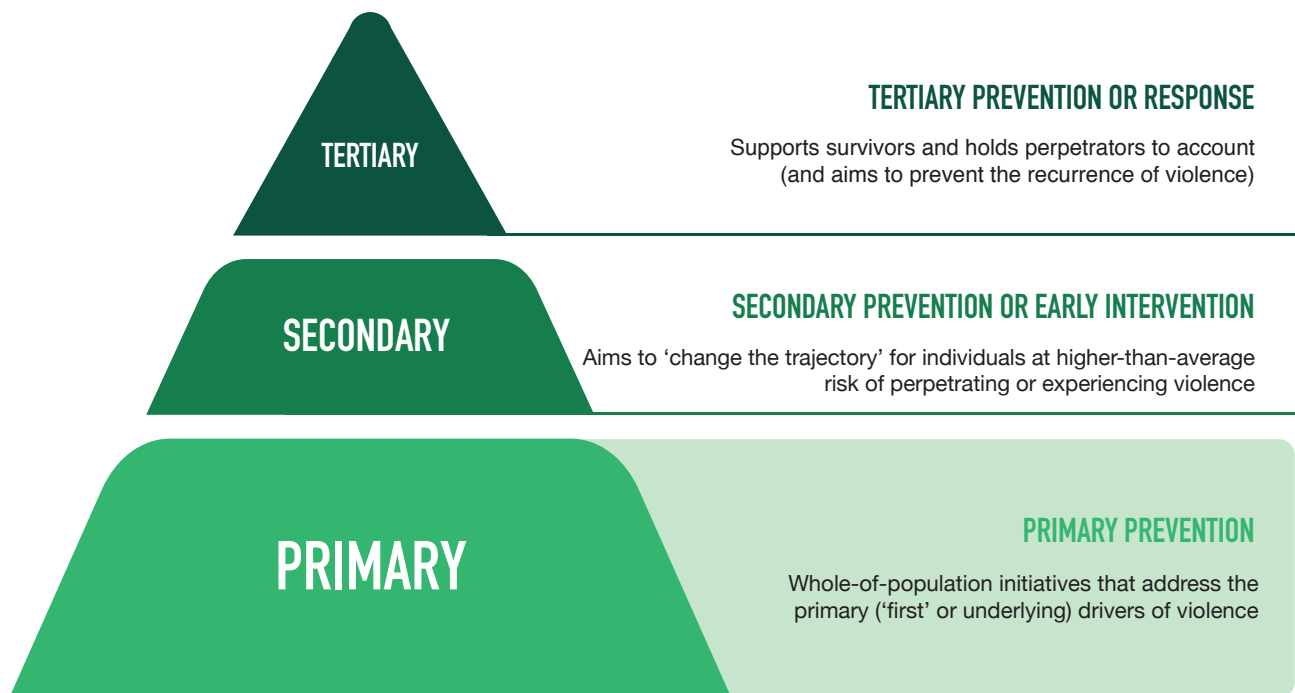 TERTIARY
TERTIARY PREVENTION OR RESPONSE
Supports survivors and holds perpetrators to account
(and aims to prevent the recurrence of violence)
SECONDARY
SECONDARY PREVENTION OR EARLY INTERVENTION
Aims to ‘change the trajectory’ for individuals at higher-than-average
risk of perpetrating or experiencing violence
PRIMARY
PRIMARY PREVENTION
Whole-of-population initiatives that address the
primary (‘first’ or underlying) drivers of violence